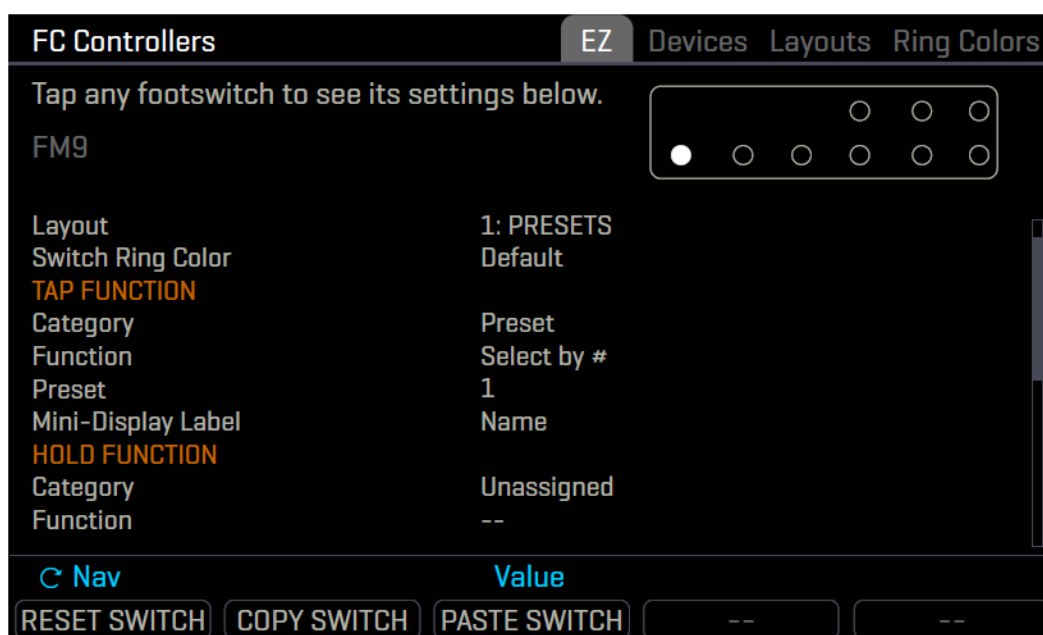 FC Controllers EZ Devices Layouts Ring Colors
Tap any footswitch to see its settings below.
FM9
Layout 1: PRESETS
Switch Ring Color Default
TAP FUNCTION
Category Preset
Function Select by #
Preset 1
Mini-Display Label Name
HOLD FUNCTION
Category Unassigned
Function --
Nav Value
RESET SWITCH COPY SWITCH PASTE SWITCH -- --